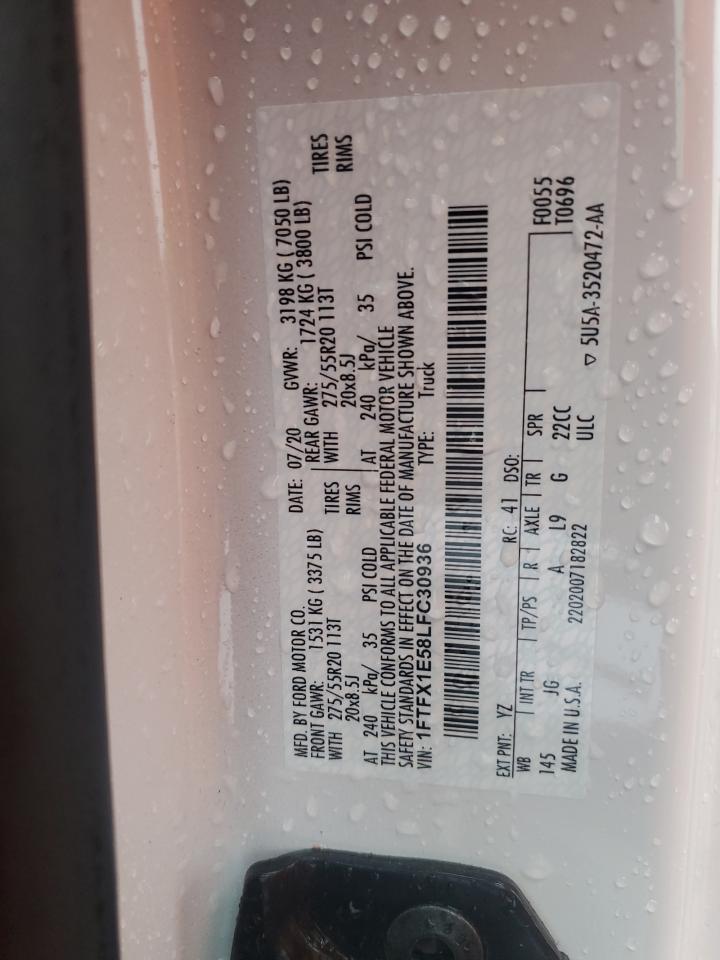 MFD. BY FORD MOTOR CO. DATE: 07/20 GVWR: 3198 KG ( 7050 LB)
FRONT GAWR: 1531 KG ( 3375 LB) REAR GAWR: 1724 KG ( 3800 LB)
WITH 275/55R20 113T TIRES WITH 275/55R20 113T TIRES
20x8.5J RIMS 20x8.5J RIMS
AT 240 kPa/ 35 PSI COLD AT 240 kPa/ 35 PSI COLD
THIS VEHICLE CONFORMS TO ALL APPLICABLE FEDERAL MOTOR VEHICLE
SAFETY STANDARDS IN EFFECT ON THE DATE OF MANUFACTURE SHOWN ABOVE.
VIN: 1FTFX1E58LFC30936 TYPE: Truck
EXT PNT: YZ RC: 41 DSO:
WB INT TR TP/PS R AXLE TR SPR F0055
145 JG A L9 G 22CC T0696
MADE IN U.S.A. 2202007182822 ULC
▽ 5U5A-3520472-AA